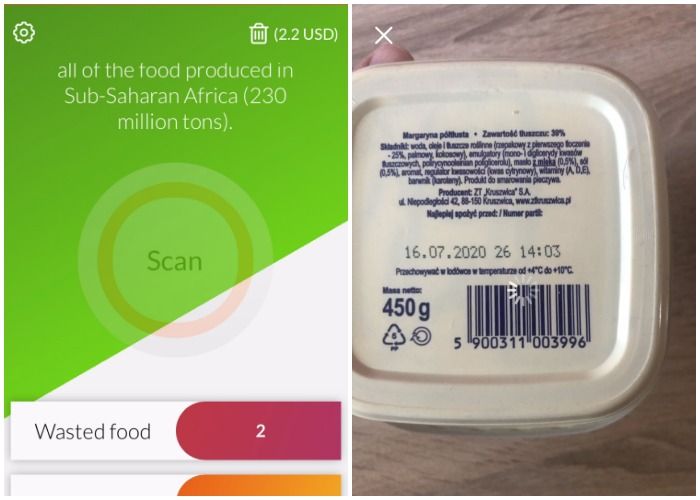 (2.2 USD)
all of the food produced in
Sub-Saharan Africa (230
million tons).
Scan
Wasted food
2
Margaryna półtłusta • Zawartość tłuszczu: 39%
Składniki: woda, oleje i tłuszcze roślinne (rzepakowy z pierwszego tłoczenia
- 25%, palmowy, kokosowy), emulgatory (mono- i diglicerydy kwasów
tłuszczowych, polirycynooleinian poliglicerolu), masło z mleka (0,5%), sól
(0,5%), aromat, regulator kwasowości (kwas cytrynowy), witaminy (A, D, E),
barwnik (karoteny). Produkt do smarowania pieczywa.
Producent: ZT „Kruszwica" S.A.
ul. Niepodległości 42, 88-150 Kruszwica, www.ztkruszwica.pl
Najlepiej spożyć przed: / Numer partii:
16.07.2020 26 14:03
Przechowywać w lodówce w temperaturze od +4°C do +10°C.
Masa netto:
450 g
5
PP
5 900311 003996